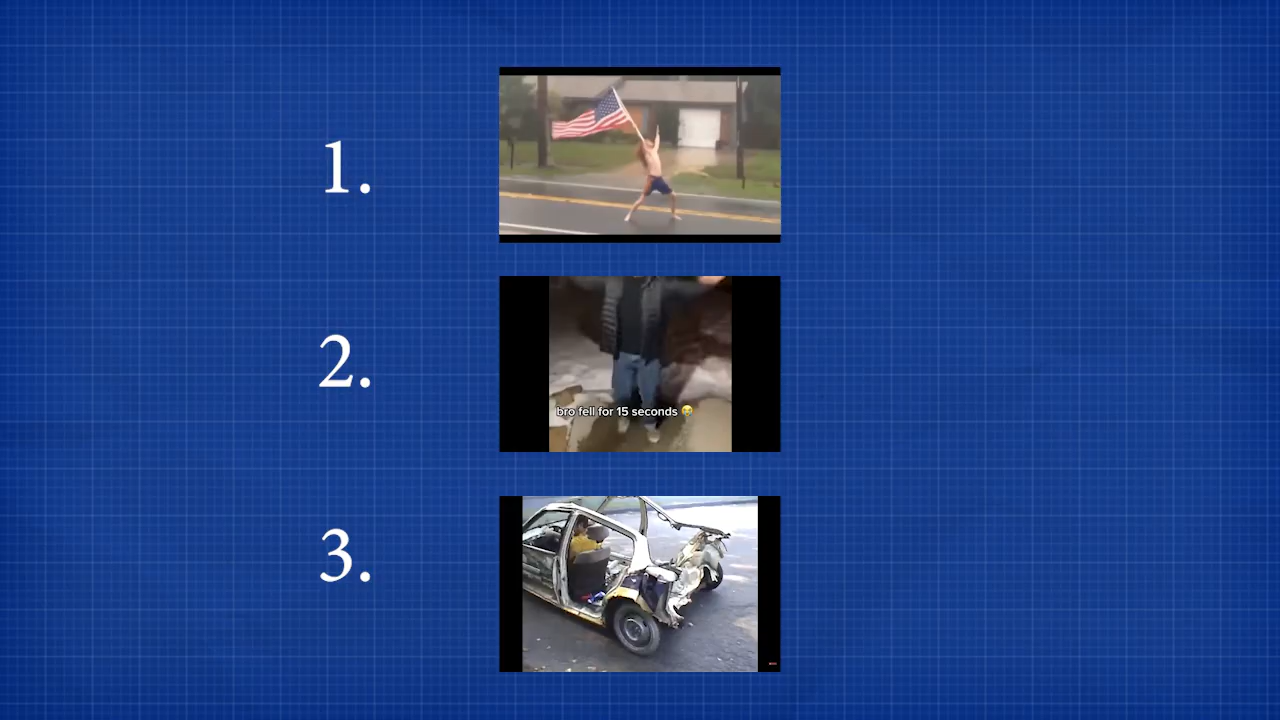 1.
2.
bro fell for 15 seconds 😭
3.